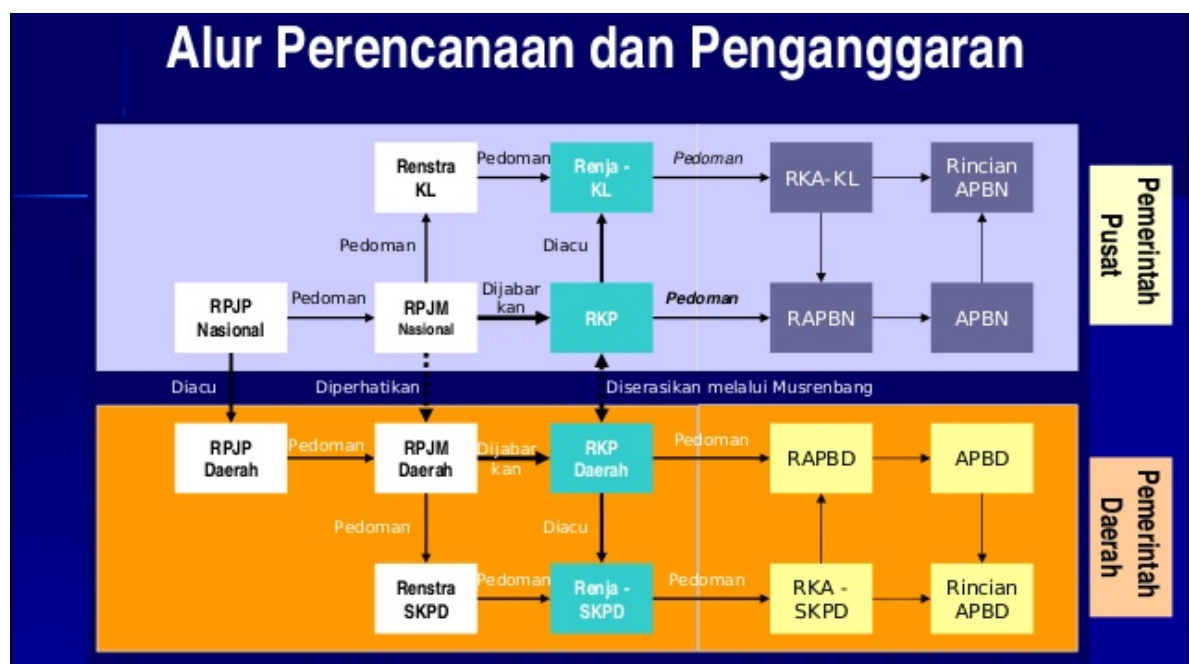 Alur Perencanaan dan Penganggaran
Renstra
KL
Pedoman
Renja -
KL
Pedoman
RKA-KL
Rincian
APBN
Pedoman
Diacu
RPJP
Nasional
Pedoman
RPJM
Nasional
Dijabar
kan
RKP
Pedoman
RAPBN
APBN
Pemerintah
Pusat
Diacu
Diperhatikan
Diserasikan melalui Musrenbang
RPJP
Daerah
Pedoman
RPJM
Daerah
Dijabar
kan
RKP
Daerah
Pedoman
RAPBD
APBD
Pedoman
Diacu
Renstra
SKPD
Pedoman
Renja -
SKPD
Pedoman
RKA -
SKPD
Rincian
APBD
Pemerintah
Daerah